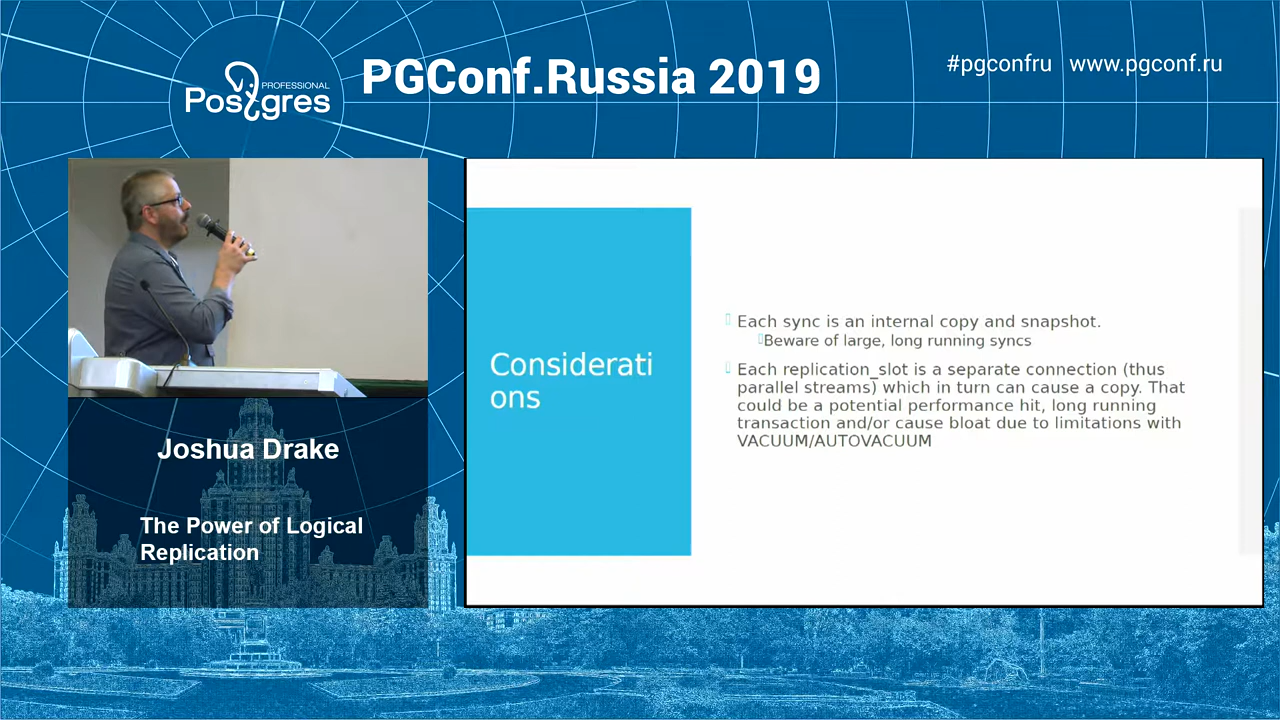 PROFESSIONAL
Postgres
PGConf.Russia 2019
#pgconfru www.pgconf.ru
Joshua Drake
The Power of Logical
Replication
Considerati
ons
Each sync is an internal copy and snapshot.
Beware of large, long running syncs
Each replication_slot is a separate connection (thus
parallel streams) which in turn can cause a copy. That
could be a potential performance hit, long running
transaction and/or cause bloat due to limitations with
VACUUM/AUTOVACUUM